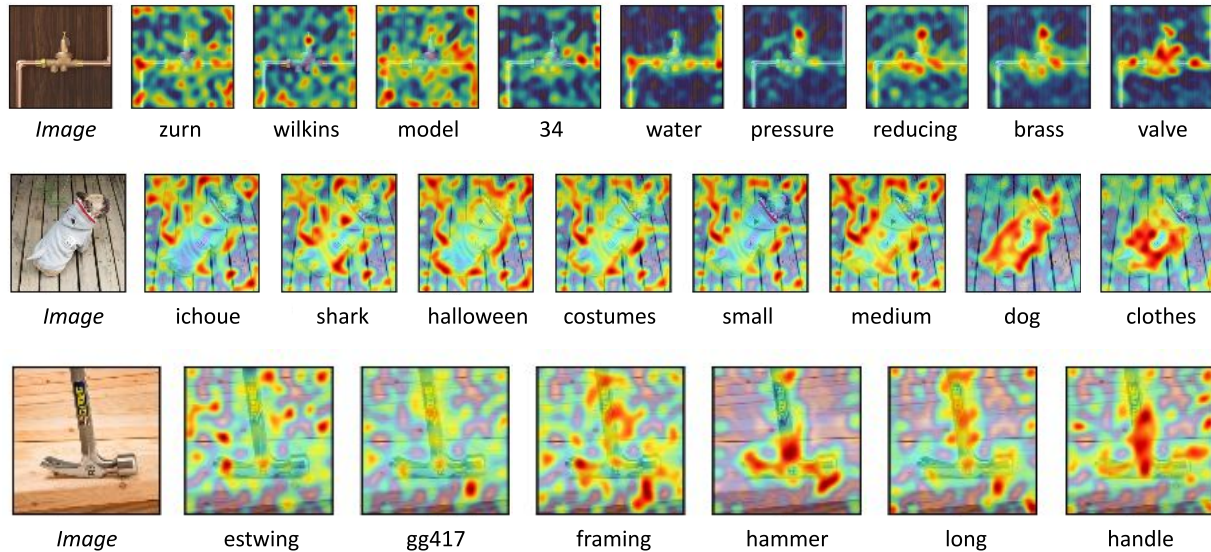 Image zurn wilkins model 34 water pressure reducing brass valve
Image ichoue shark halloween costumes small medium dog clothes
Image estwing gg417 framing hammer long handle